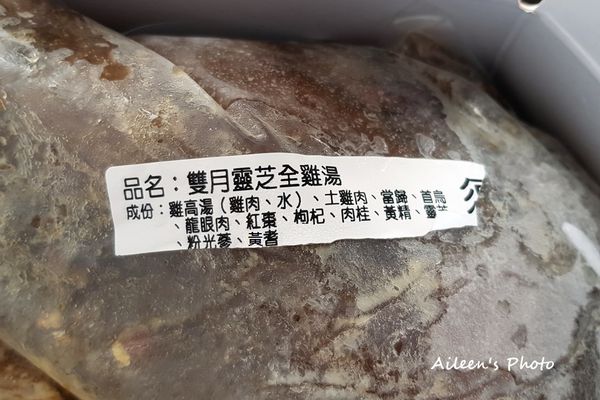 品名：雙月靈芝全雞湯
成份：雞高湯（雞肉、水）、土雞肉、當歸、首烏
、龍眼肉、紅棗、枸杞、肉桂、黃精、靈芝
、粉光蔘、黃耆
Aileen's Photo